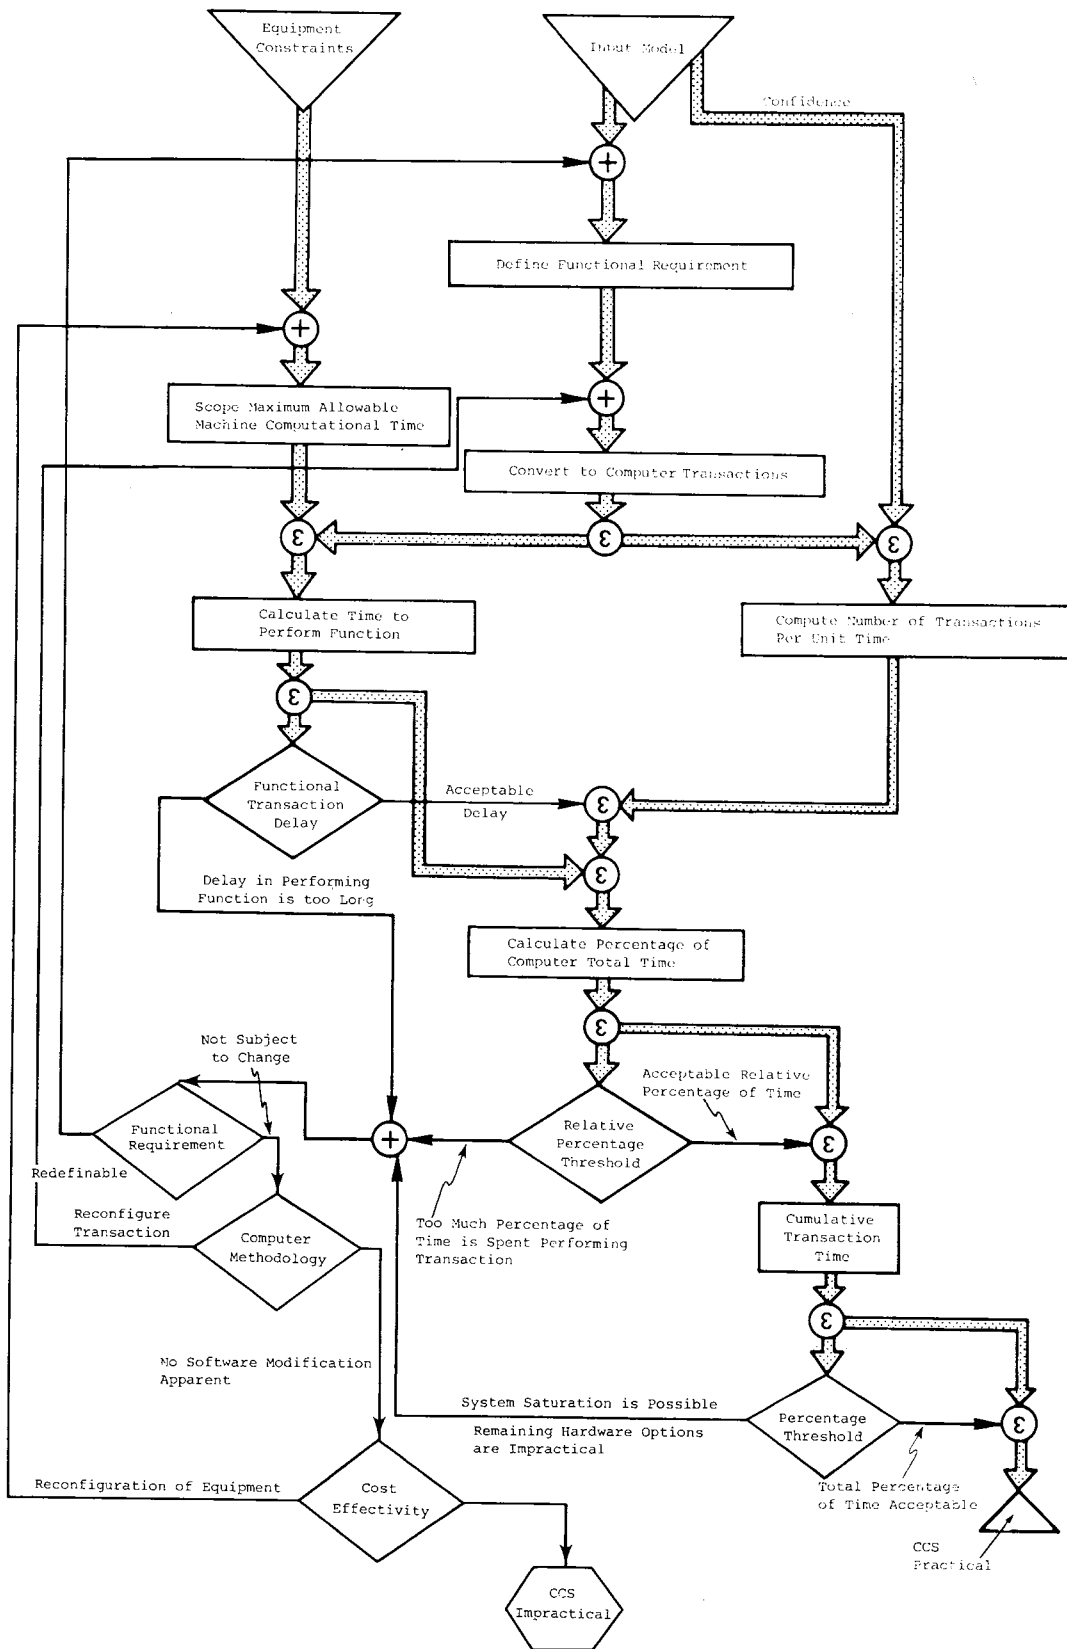 Equipment
Constraints
Input Model
Confidence
+
Define Functional Requirement
+
+
Scope Maximum Allowable
Machine Computational Time
Convert to Computer Transactions
ε
ε
ε
Calculate Time to
Perform Function
Compute Number of Transactions
Per Unit Time
ε
Functional
Transaction
Delay
Acceptable
Delay
ε
ε
Delay in Performing
Function is too Long
Calculate Percentage of
Computer Total Time
ε
Not Subject
to Change
Acceptable Relative
Percentage of Time
Functional
Requirement
+
Relative
Percentage
Threshold
ε
Redefinable
Reconfigure
Transaction
Computer
Methodology
Too Much Percentage of
Time is Spent Performing
Transaction
Cumulative
Transaction
Time
ε
No Software Modification
Apparent
System Saturation is Possible
Remaining Hardware Options
are Impractical
Percentage
Threshold
ε
Reconfiguration of Equipment
Cost
Effectivity
Total Percentage
of Time Acceptable
CCS
Practical
CCS
Impractical